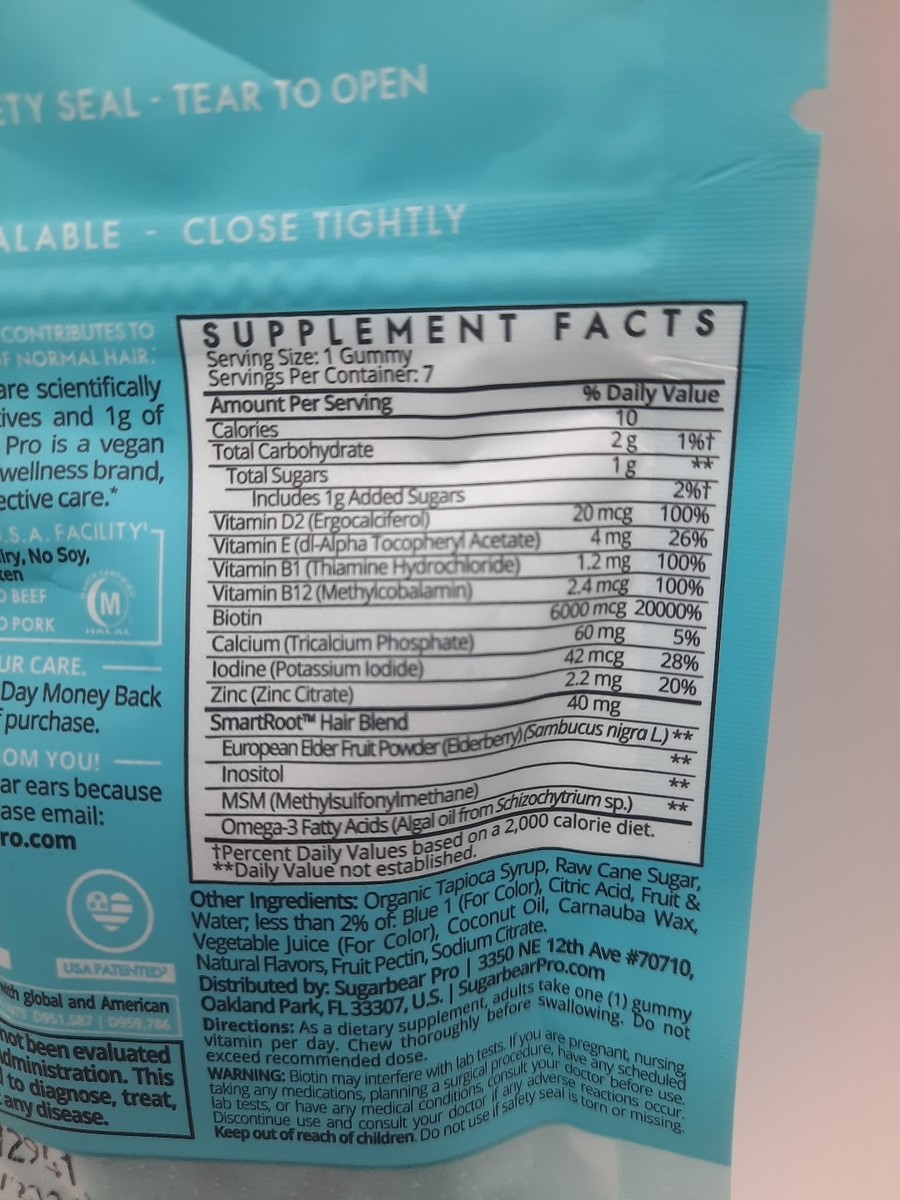 ETY SEAL - TEAR TO OPEN
ALABLE - CLOSE TIGHTLY
CONTRIBUTES TO
F NORMAL HAIR:
are scientifically
ives and 1g of
Pro is a vegan
wellness brand,
ective care.*
.S.A. FACILITY¹
iry, No Soy,
ten
O BEEF
O PORK
M
HALAL
UR CARE.
Day Money Back
purchase.
OM YOU!
ar ears because
ase email:
ro.com
USA PATENTED²
with global and American
D951,587 | D959,786
not been evaluated
dministration. This
to diagnose, treat,
any disease.
SUPPLEMENT FACTS
Serving Size: 1 Gummy
Servings Per Container: 7
Amount Per Serving % Daily Value
Calories 10
Total Carbohydrate 2 g 1%†
Total Sugars 1 g **
Includes 1g Added Sugars 2%†
Vitamin D2 (Ergocalciferol) 20 mcg 100%
Vitamin E (dl-Alpha Tocopheryl Acetate) 4 mg 26%
Vitamin B1 (Thiamine Hydrochloride) 1.2 mg 100%
Vitamin B12 (Methylcobalamin) 2.4 mcg 100%
Biotin 6000 mcg 20000%
Calcium (Tricalcium Phosphate) 60 mg 5%
Iodine (Potassium Iodide) 42 mcg 28%
Zinc (Zinc Citrate) 2.2 mg 20%
SmartRoot™ Hair Blend 40 mg
European Elder Fruit Powder (Elderberry) (Sambucus nigra L.) **
Inositol **
MSM (Methylsulfonylmethane) **
Omega-3 Fatty Acids (Algal oil from Schizochytrium sp.) **
†Percent Daily Values based on a 2,000 calorie diet.
**Daily Value not established.
Other Ingredients: Organic Tapioca Syrup, Raw Cane Sugar,
Water; less than 2% of: Blue 1 (For Color), Citric Acid, Fruit &
Vegetable Juice (For Color), Coconut Oil, Carnauba Wax,
Natural Flavors, Fruit Pectin, Sodium Citrate.
Distributed by: Sugarbear Pro | 3350 NE 12th Ave #70710,
Oakland Park, FL 33307, U.S. | SugarbearPro.com
Directions: As a dietary supplement, adults take one (1) gummy
vitamin per day. Chew thoroughly before swallowing. Do not
exceed recommended dose.
WARNING: Biotin may interfere with lab tests. If you are pregnant, nursing,
taking any medications, planning a surgical procedure, have any scheduled
lab tests, or have any medical conditions, consult your doctor before use.
Discontinue use and consult your doctor if any adverse reactions occur.
Keep out of reach of children. Do not use if safety seal is torn or missing.